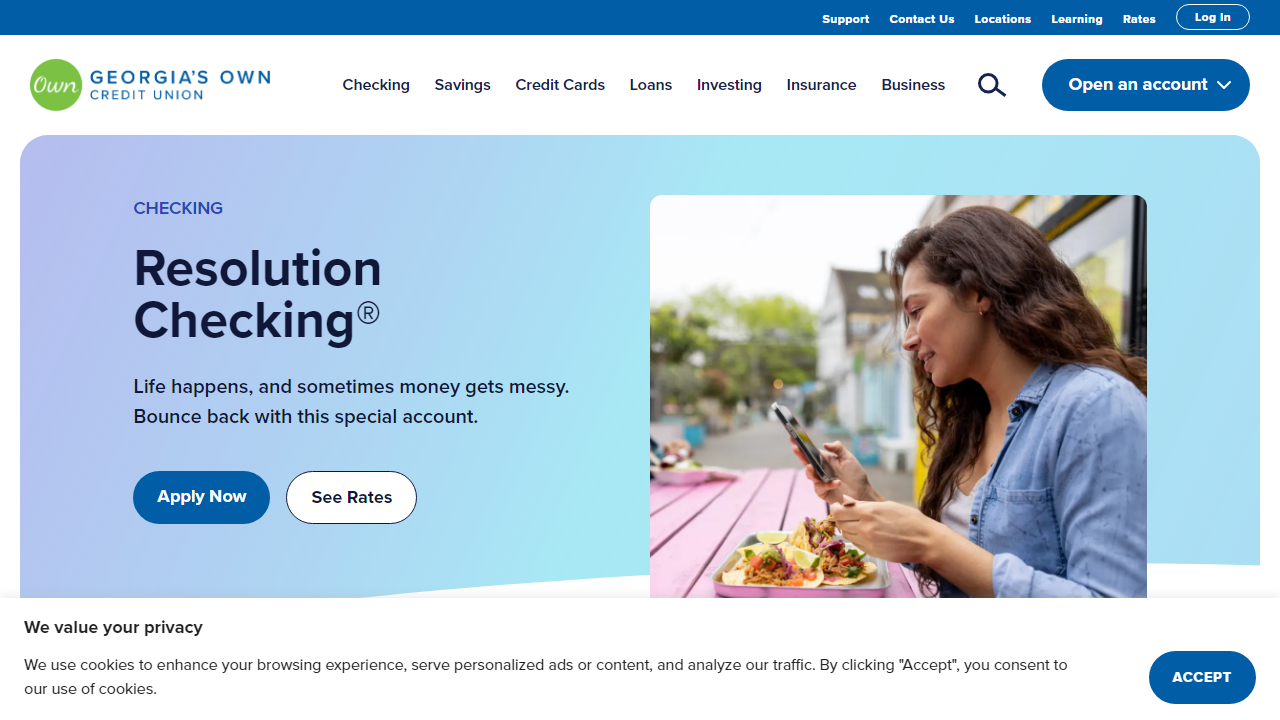 Support Contact Us Locations Learning Rates Log In
Own GEORGIA'S OWN
CREDIT UNION
Checking Savings Credit Cards Loans Investing Insurance Business Open an account
CHECKING
Resolution
Checking®
Life happens, and sometimes money gets messy.
Bounce back with this special account.
Apply Now See Rates
We value your privacy
We use cookies to enhance your browsing experience, serve personalized ads or content, and analyze our traffic. By clicking "Accept", you consent to
our use of cookies.
ACCEPT